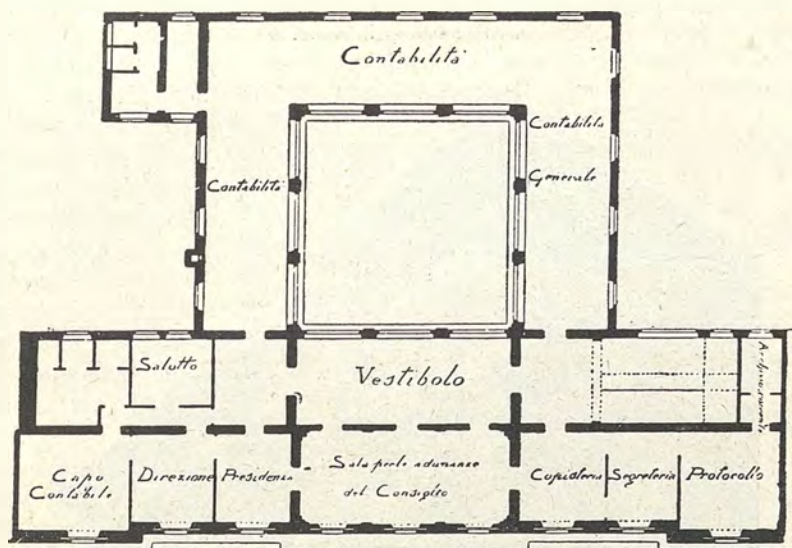 Contabilità
Contabilità
Contabilità
Generale
Salotto
Vestibolo
Capo
Contabile
Direzione
Presidenza
Sala per le adunanze
del Consiglio
Copisteria
Segreteria
Protocollo